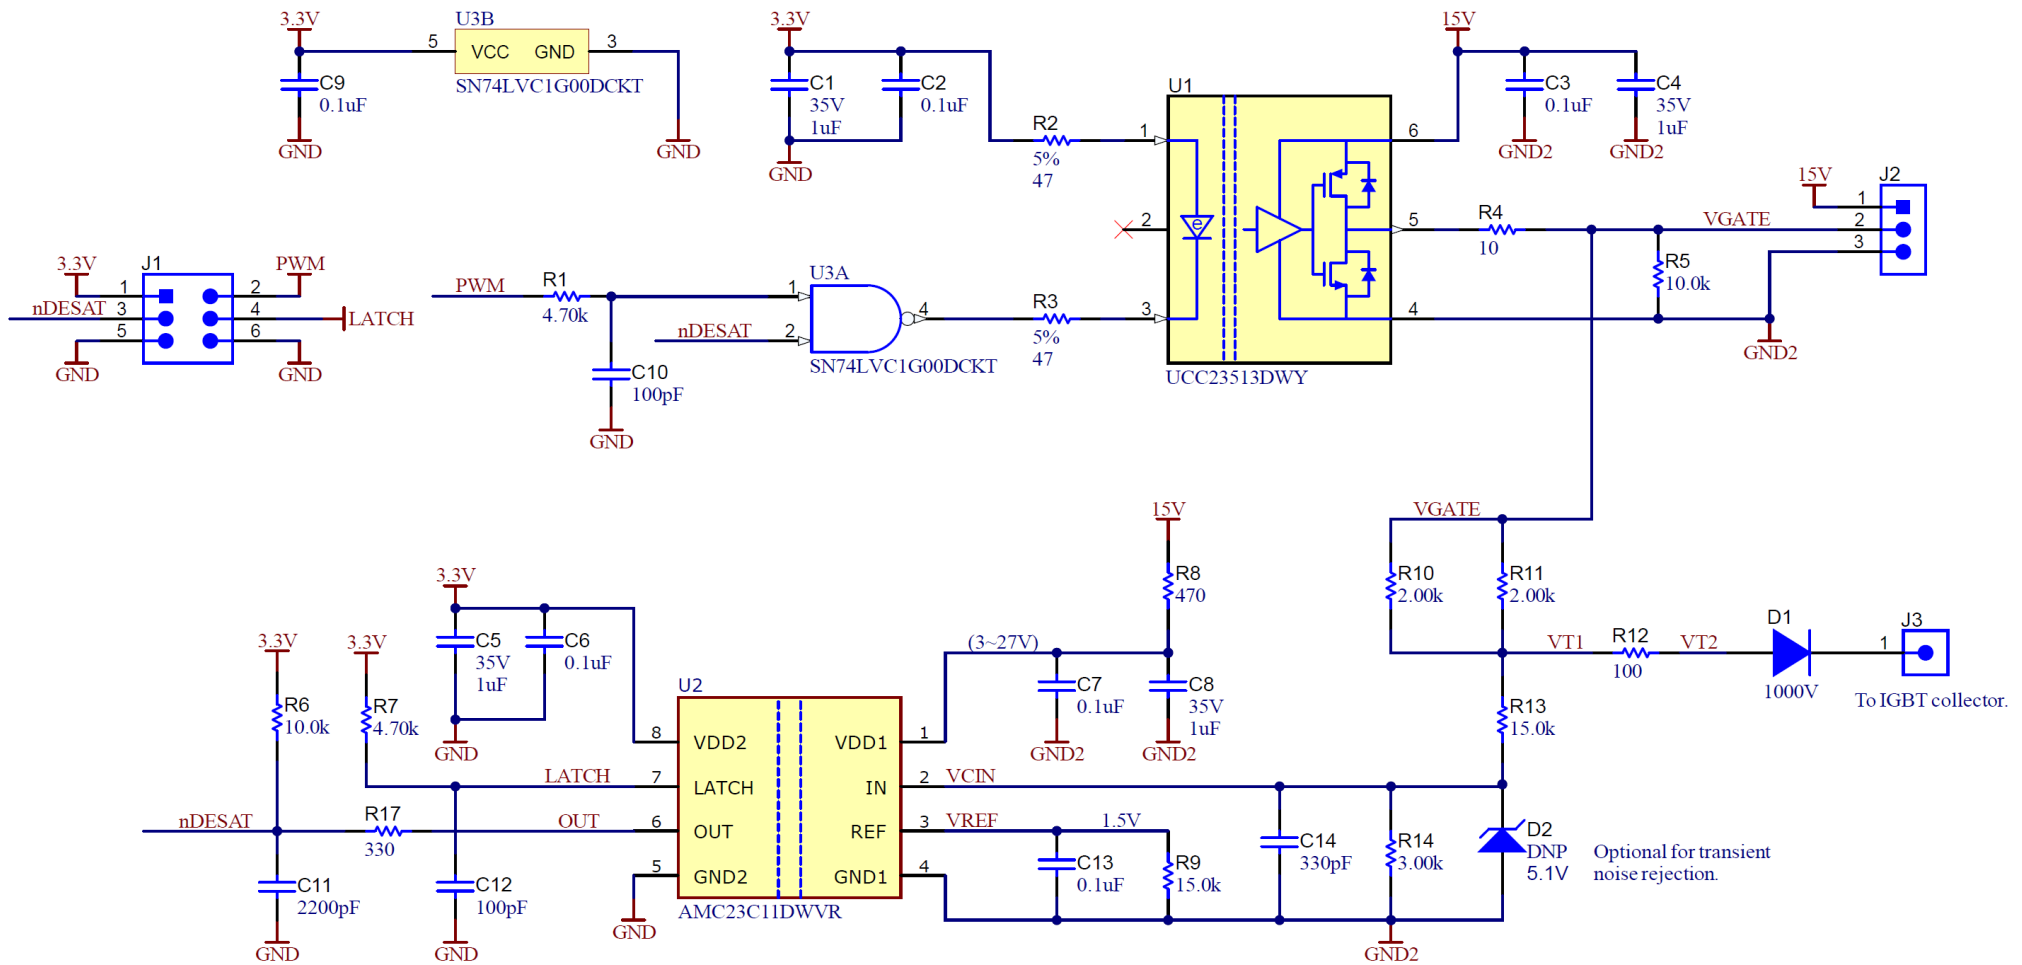 3.3V
U3B
5
VCC
GND
3
SN74LVC1G00DCKT
C9
0.1uF
GND
GND
3.3V
C1
35V
1uF
C2
0.1uF
GND
R2
5%
47
U1
1
2
3
6
5
4
e
UCC23513DWY
15V
C3
0.1uF
GND2
C4
35V
1uF
GND2
R4
10
VGATE
R5
10.0k
15V
J2
1
2
3
GND2
3.3V
J1
PWM
1
2
nDESAT
3
4
LATCH
5
6
GND
GND
PWM
R1
4.70k
C10
100pF
GND
nDESAT
U3A
1
2
4
SN74LVC1G00DCKT
R3
5%
47
VGATE
R10
2.00k
R11
2.00k
VT1
R12
100
VT2
D1
1000V
J3
1
To IGBT collector.
R13
15.0k
15V
R8
470
(3~27V)
C7
0.1uF
GND2
C8
35V
1uF
GND2
3.3V
C5
35V
1uF
C6
0.1uF
GND
3.3V
R6
10.0k
3.3V
R7
4.70k
U2
8
VDD2
VDD1
1
LATCH
7
LATCH
IN
2
VCIN
nDESAT
R17
330
OUT
6
OUT
REF
3
VREF
1.5V
5
GND2
GND1
4
AMC23C11DWVR
GND
C11
2200pF
GND
C12
100pF
GND
C13
0.1uF
R9
15.0k
C14
330pF
R14
3.00k
GND2
D2
DNP
5.1V
Optional for transient
noise rejection.